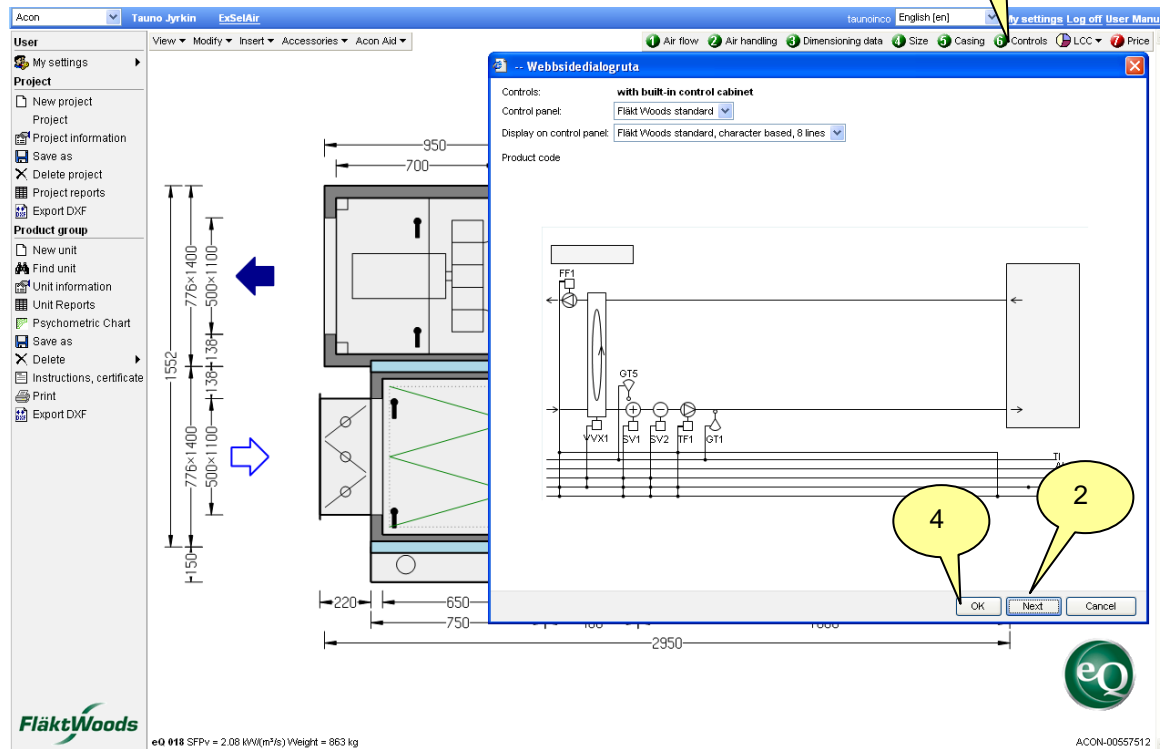 Acon Tauno Jyrkin ExSelAir taunoinco English [en] My settings Log off User Manu
User View Modify Insert Accessories Acon Aid 1 Air flow 2 Air handling 3 Dimensioning data 4 Size 5 Casing 6 Controls LCC 7 Price
My settings
Project
New project
Project
Project information
Save as
Delete project
Project reports
Export DXF
Product group
New unit
Find unit
Unit information
Unit Reports
Psychometric Chart
Save as
Delete
Instructions, certificate
Print
Export DXF
FläktWoods
950
700
776×1400
500×1100
138
1552
138
776×1400
500×1100
150
220
650
750
2950
-- Webbsidedialogruta
Controls: with built-in control cabinet
Control panel: Fläkt Woods standard
Display on control panel: Fläkt Woods standard, character based, 8 lines
Product code
FF1
GT5
VVX1 SV1 SV2 TF1 GT1
TI
2
4
OK Next Cancel
eQ
eQ 018 SFPv = 2.08 kW/(m³/s) Weight = 863 kg
ACON-00557512